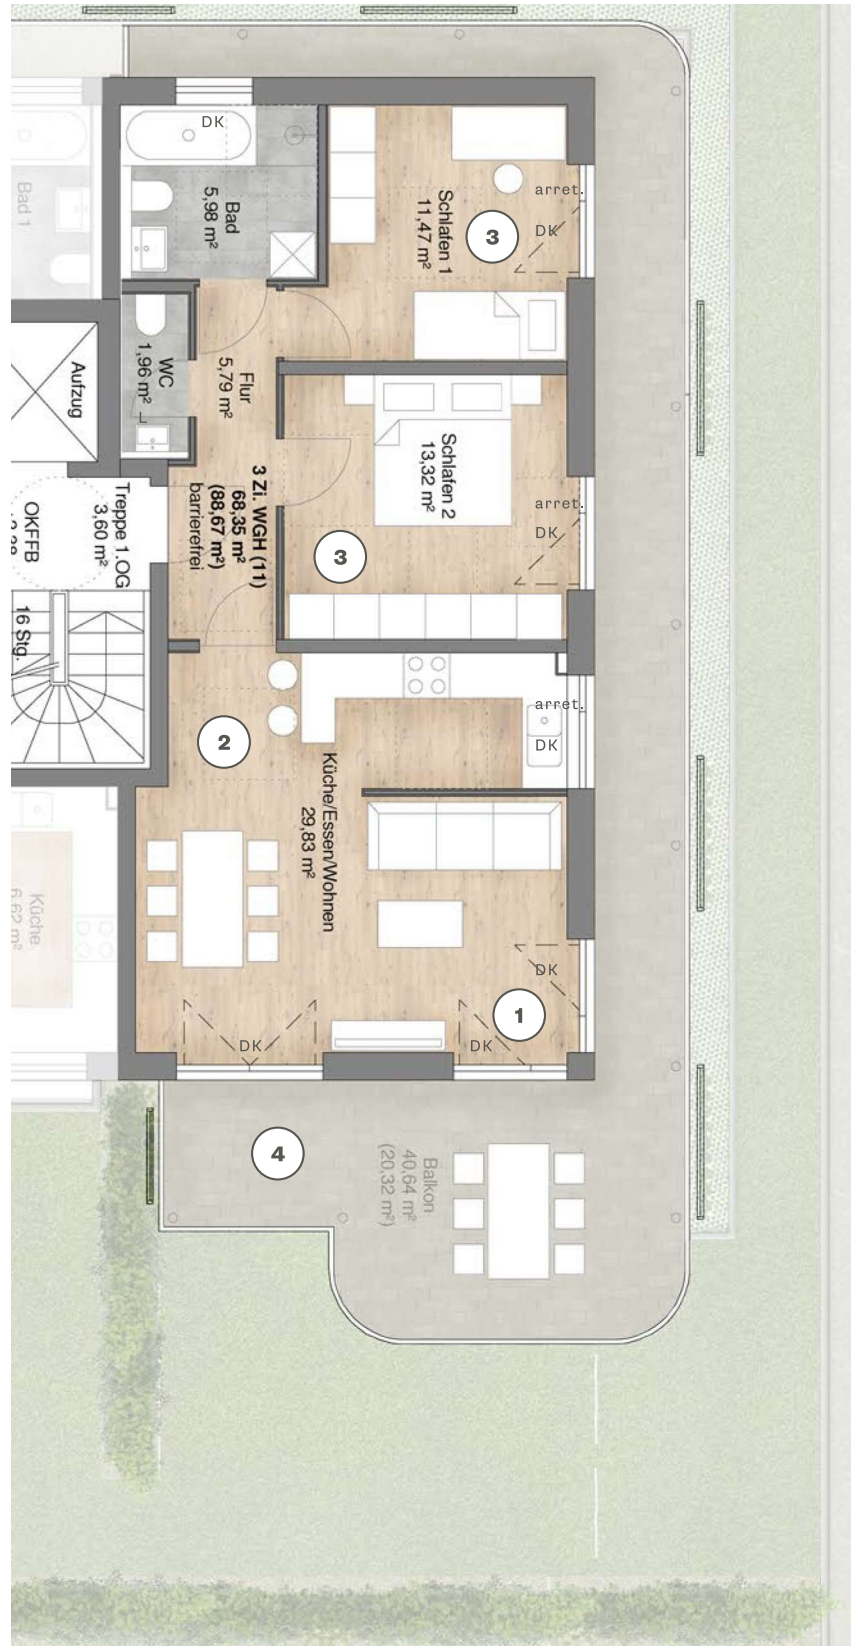 DK
Bad 1
Bad
5,98 m²
Schlafen 1
11,47 m²
arret.
DK
3
Aufzug
WC
1,96 m²
Flur
5,79 m²
Schlafen 2
13,32 m²
arret.
DK
3
OKFFB
Treppe 1.OG
3,60 m²
3 Zi. WGH (11)
68,35 m²
(88,67 m²)
barrierefrei
16 Stg.
arret.
DK
2
Küche/Essen/Wohnen
29,83 m²
Küche
6,62 m²
DK
1
DK
DK
4
Balkon
40,64 m²
(20,32 m²)